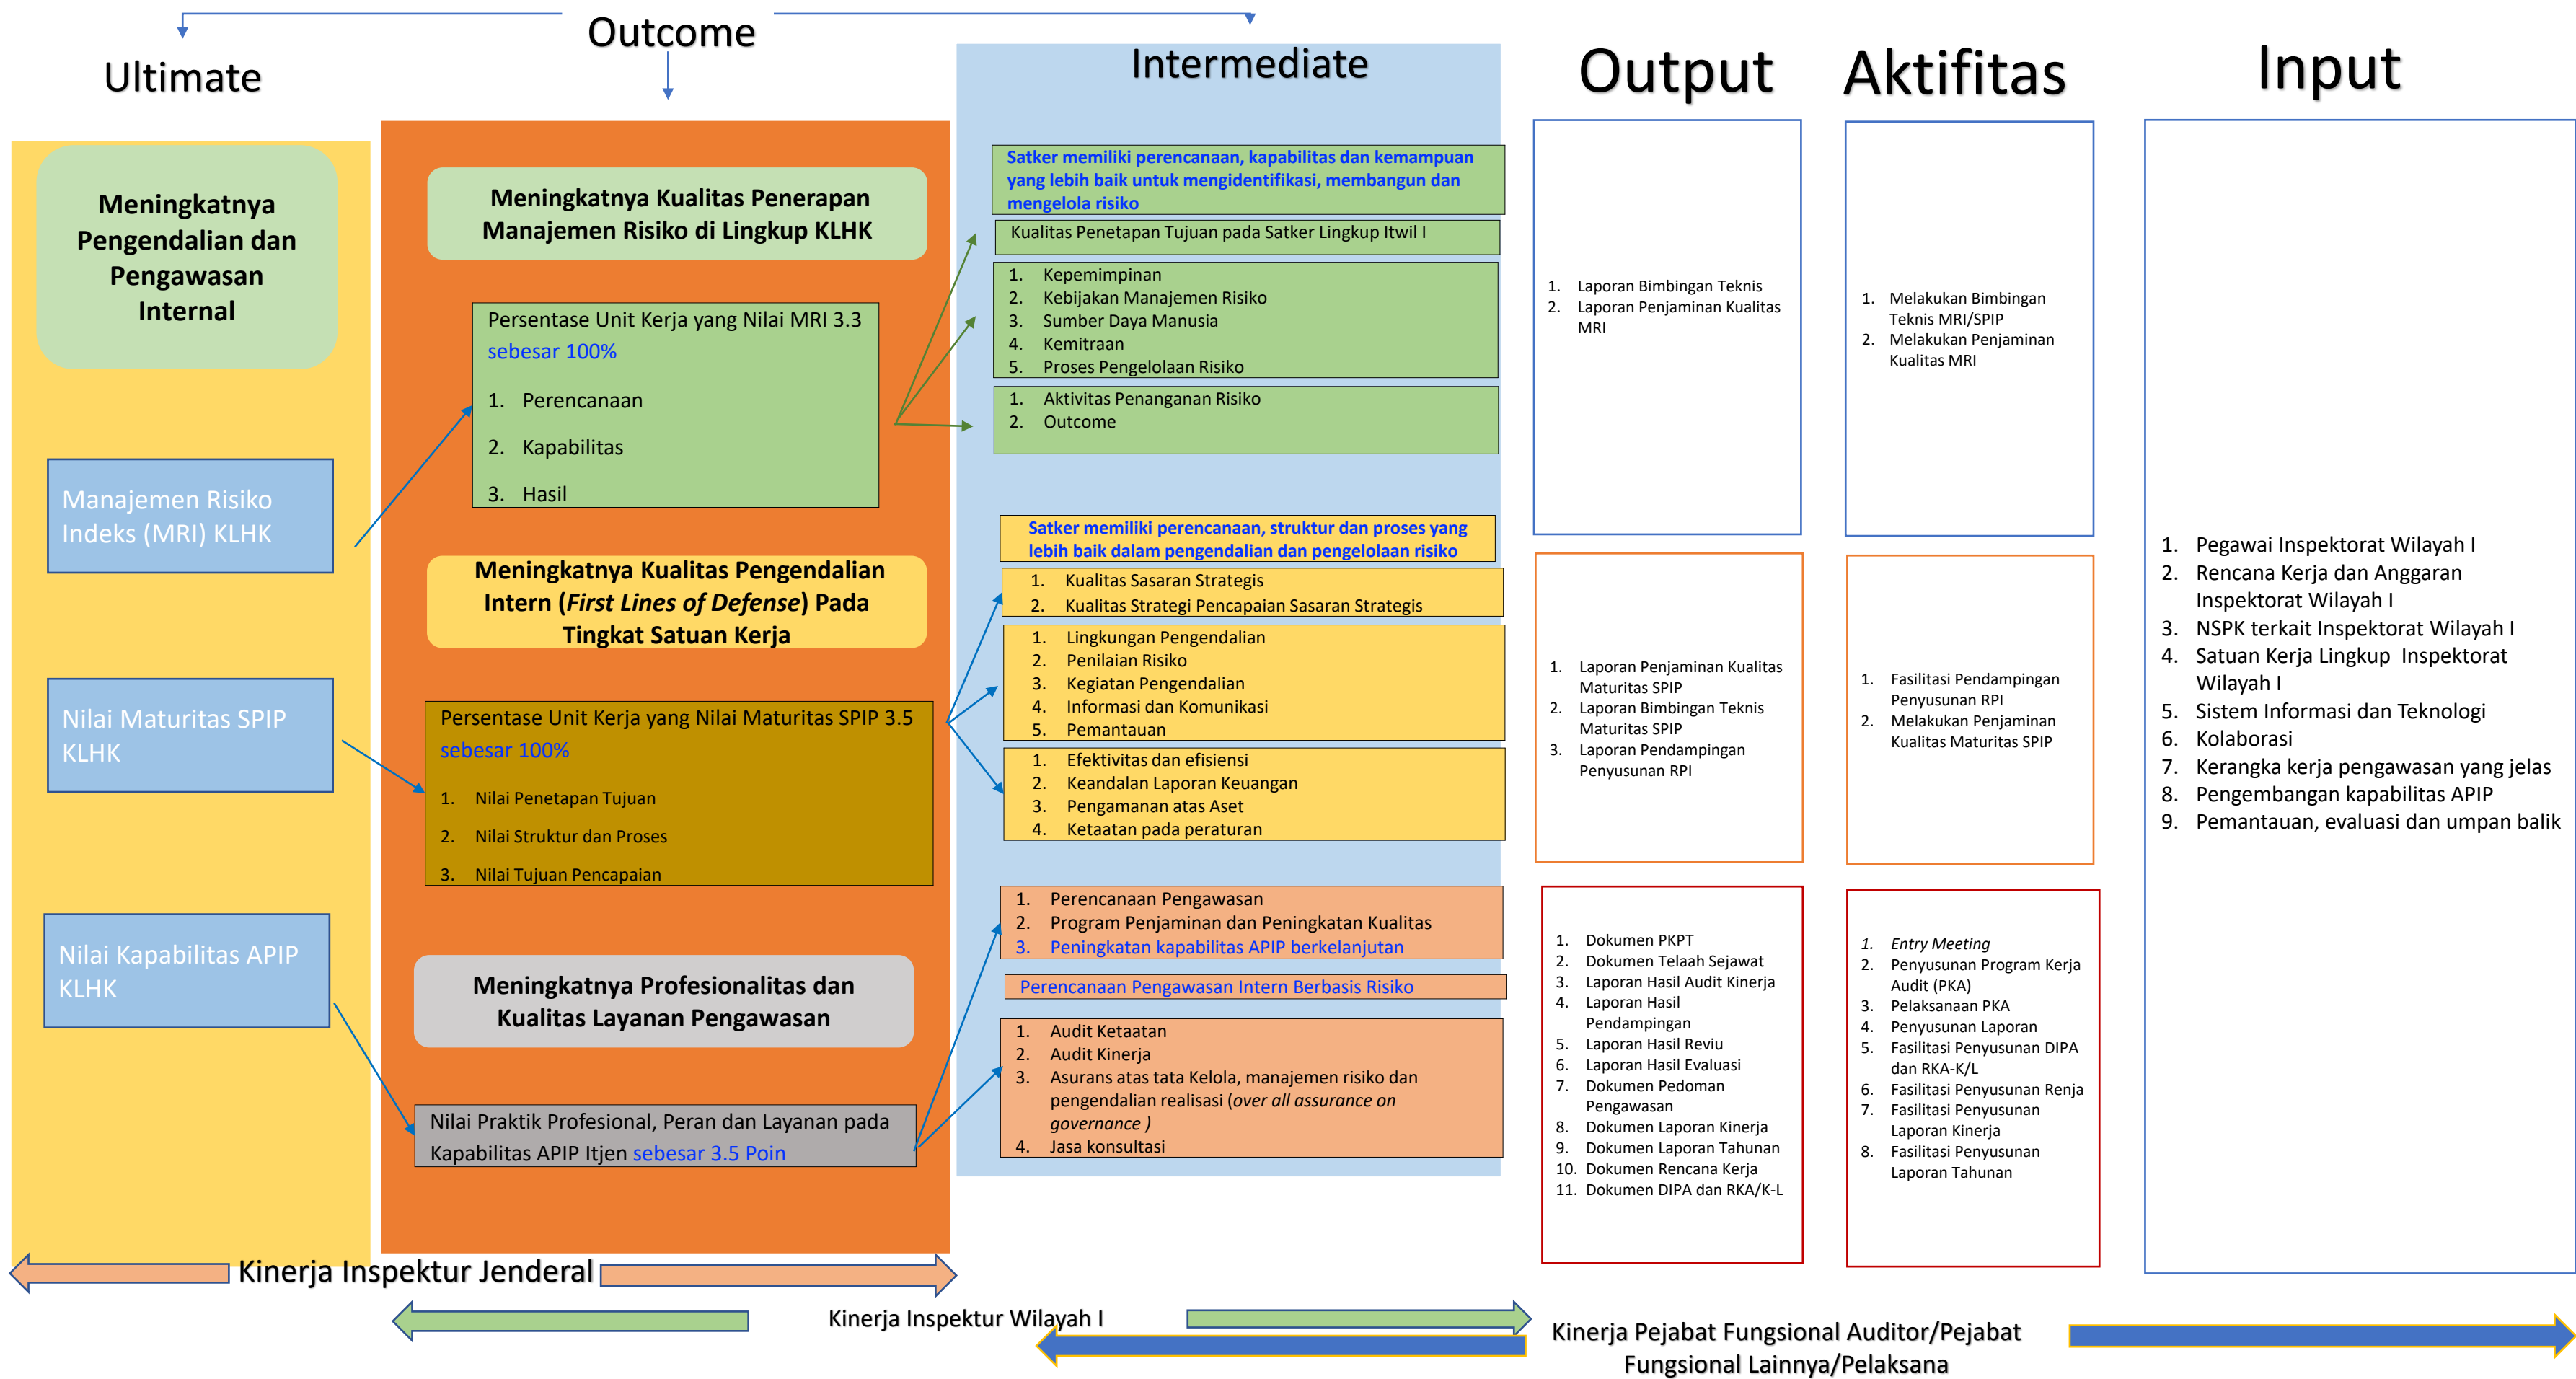 Outcome
Ultimate
Intermediate
Output
Aktifitas
Input
Meningkatnya
Pengendalian dan
Pengawasan
Internal
Manajemen Risiko
Indeks (MRI) KLHK
Nilai Maturitas SPIP
KLHK
Nilai Kapabilitas APIP
KLHK
Meningkatnya Kualitas Penerapan
Manajemen Risiko di Lingkup KLHK
Persentase Unit Kerja yang Nilai MRI 3.3
sebesar 100%
1. Perencanaan
2. Kapabilitas
3. Hasil
Meningkatnya Kualitas Pengendalian
Intern (First Lines of Defense) Pada
Tingkat Satuan Kerja
Persentase Unit Kerja yang Nilai Maturitas SPIP 3.5
sebesar 100%
1. Nilai Penetapan Tujuan
2. Nilai Struktur dan Proses
3. Nilai Tujuan Pencapaian
Meningkatnya Profesionalitas dan
Kualitas Layanan Pengawasan
Nilai Praktik Profesional, Peran dan Layanan pada
Kapabilitas APIP Itjen sebesar 3.5 Poin
Satker memiliki perencanaan, kapabilitas dan kemampuan
yang lebih baik untuk mengidentifikasi, membangun dan
mengelola risiko
Kualitas Penetapan Tujuan pada Satker Lingkup Itwil I
1. Kepemimpinan
2. Kebijakan Manajemen Risiko
3. Sumber Daya Manusia
4. Kemitraan
5. Proses Pengelolaan Risiko
1. Aktivitas Penanganan Risiko
2. Outcome
Satker memiliki perencanaan, struktur dan proses yang
lebih baik dalam pengendalian dan pengelolaan risiko
1. Kualitas Sasaran Strategis
2. Kualitas Strategi Pencapaian Sasaran Strategis
1. Lingkungan Pengendalian
2. Penilaian Risiko
3. Kegiatan Pengendalian
4. Informasi dan Komunikasi
5. Pemantauan
1. Efektivitas dan efisiensi
2. Keandalan Laporan Keuangan
3. Pengamanan atas Aset
4. Ketaatan pada peraturan
1. Perencanaan Pengawasan
2. Program Penjaminan dan Peningkatan Kualitas
3. Peningkatan kapabilitas APIP berkelanjutan
Perencanaan Pengawasan Intern Berbasis Risiko
1. Audit Ketaatan
2. Audit Kinerja
3. Asurans atas tata Kelola, manajemen risiko dan
pengendalian realisasi (over all assurance on
governance )
4. Jasa konsultasi
1. Laporan Bimbingan Teknis
2. Laporan Penjaminan Kualitas
MRI
1. Laporan Penjaminan Kualitas
Maturitas SPIP
2. Laporan Bimbingan Teknis
Maturitas SPIP
3. Laporan Pendampingan
Penyusunan RPI
1. Dokumen PKPT
2. Dokumen Telaah Sejawat
3. Laporan Hasil Audit Kinerja
4. Laporan Hasil
Pendampingan
5. Laporan Hasil Reviu
6. Laporan Hasil Evaluasi
7. Dokumen Pedoman
Pengawasan
8. Dokumen Laporan Kinerja
9. Dokumen Laporan Tahunan
10. Dokumen Rencana Kerja
11. Dokumen DIPA dan RKA/K-L
1. Melakukan Bimbingan
Teknis MRI/SPIP
2. Melakukan Penjaminan
Kualitas MRI
1. Fasilitasi Pendampingan
Penyusunan RPI
2. Melakukan Penjaminan
Kualitas Maturitas SPIP
1. Entry Meeting
2. Penyusunan Program Kerja
Audit (PKA)
3. Pelaksanaan PKA
4. Penyusunan Laporan
5. Fasilitasi Penyusunan DIPA
dan RKA-K/L
6. Fasilitasi Penyusunan Renja
7. Fasilitasi Penyusunan
Laporan Kinerja
8. Fasilitasi Penyusunan
Laporan Tahunan
1. Pegawai Inspektorat Wilayah I
2. Rencana Kerja dan Anggaran
Inspektorat Wilayah I
3. NSPK terkait Inspektorat Wilayah I
4. Satuan Kerja Lingkup Inspektorat
Wilayah I
5. Sistem Informasi dan Teknologi
6. Kolaborasi
7. Kerangka kerja pengawasan yang jelas
8. Pengembangan kapabilitas APIP
9. Pemantauan, evaluasi dan umpan balik
Kinerja Inspektur Jenderal
Kinerja Inspektur Wilayah I
Kinerja Pejabat Fungsional Auditor/Pejabat
Fungsional Lainnya/Pelaksana